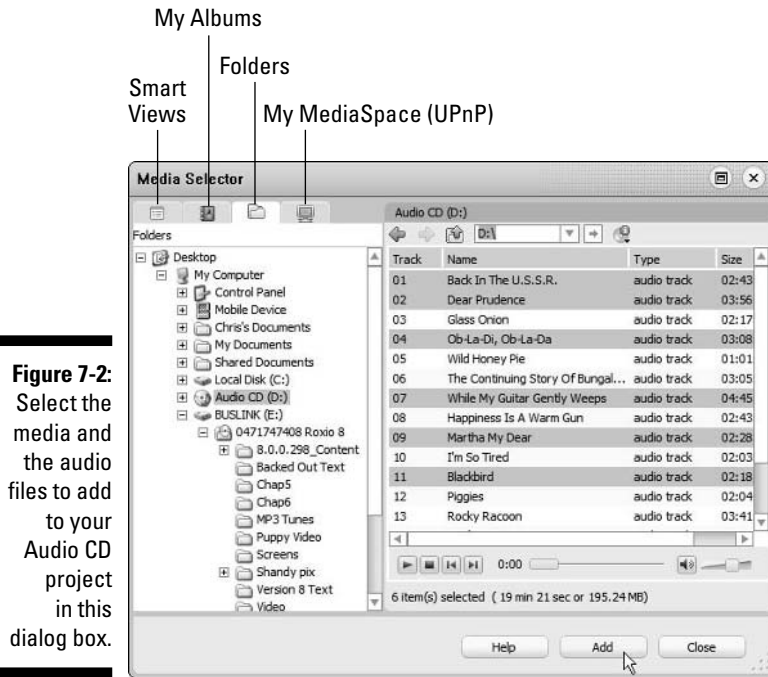 My Albums
Folders
Smart
Views
My MediaSpace (UPnP)
Media Selector
Folders
Desktop
My Computer
Control Panel
Mobile Device
Chris's Documents
My Documents
Shared Documents
Local Disk (C:)
Audio CD (D:)
BUSLINK (E:)
0471747408 Roxio 8
8.0.0.298_Content
Backed Out Text
Chap5
Chap6
MP3 Tunes
Puppy Video
Screens
Shandy pix
Version 8 Text
Video
Audio CD (D:)
D:\
Track Name Type Size
01 Back In The U.S.S.R. audio track 02:43
02 Dear Prudence audio track 03:56
03 Glass Onion audio track 02:17
04 Ob-La-Di, Ob-La-Da audio track 03:08
05 Wild Honey Pie audio track 01:01
06 The Continuing Story Of Bungal... audio track 03:05
07 While My Guitar Gently Weeps audio track 04:45
08 Happiness Is A Warm Gun audio track 02:43
09 Martha My Dear audio track 02:28
10 I'm So Tired audio track 02:03
11 Blackbird audio track 02:18
12 Piggies audio track 02:04
13 Rocky Racoon audio track 03:41
0:00
6 item(s) selected ( 19 min 21 sec or 195.24 MB)
Help Add Close
Figure 7-2:
Select the
media and
the audio
files to add
to your
Audio CD
project
in this
dialog box.